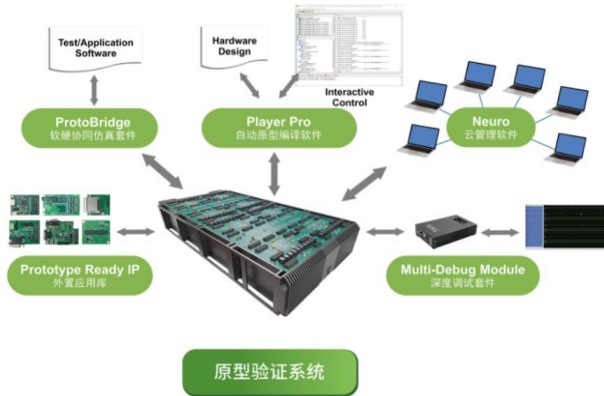 Test/Application
Software
Hardware
Design
Interactive
Control
ProtoBridge
软硬协同仿真套件
Player Pro
自动原型编译软件
Neuro
云管理软件
Prototype Ready IP
外置应用库
Multi-Debug Module
深度调试套件
原型验证系统